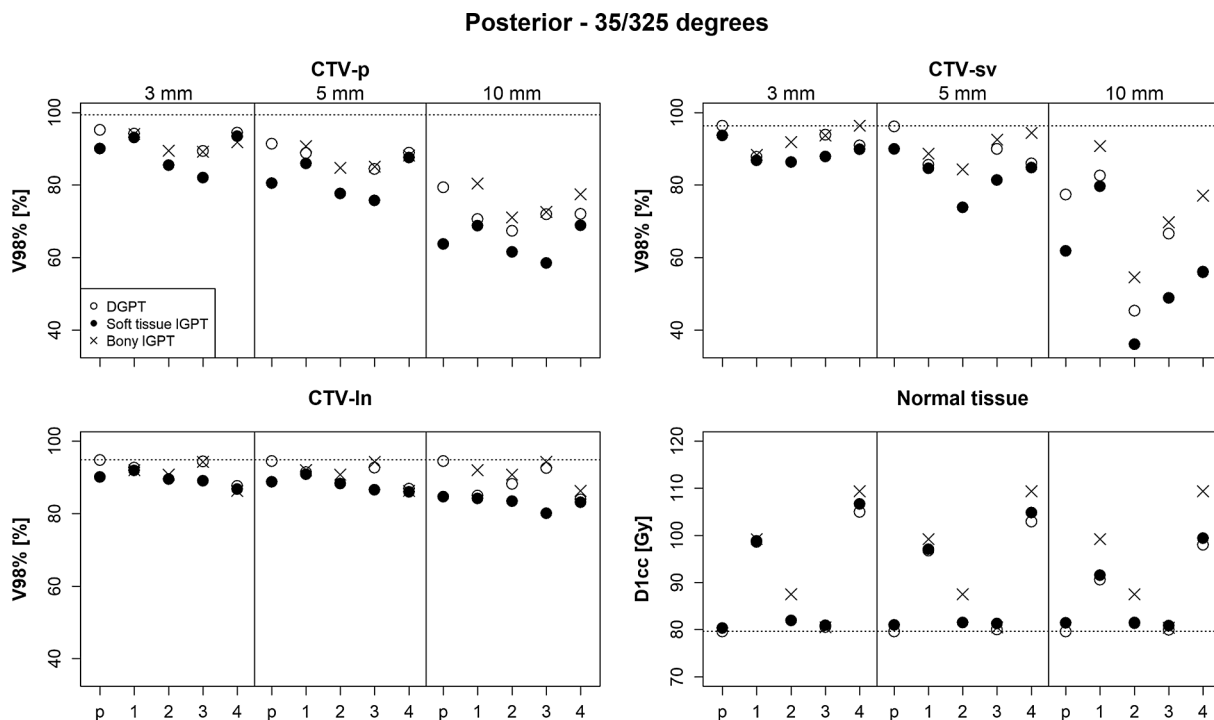 Posterior - 35/325 degrees
CTV-p
3 mm 5 mm 10 mm
V98% [%]
100
80
60
40
DGPT
Soft tissue IGPT
Bony IGPT
CTV-sv
3 mm 5 mm 10 mm
V98% [%]
100
80
60
40
CTV-ln
V98% [%]
100
80
60
40
p 1 2 3 4 p 1 2 3 4 p 1 2 3 4
Normal tissue
D1cc [Gy]
120
110
100
90
80
70
p 1 2 3 4 p 1 2 3 4 p 1 2 3 4